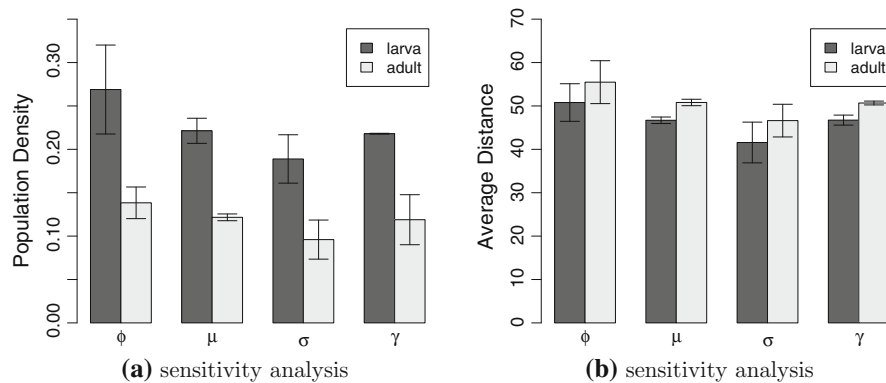 0.30
0.20
0.10
0.00
Population Density
larva
adult
ϕ μ σ γ
(a) sensitivity analysis
70
60
50
40
30
20
10
0
Average Distance
larva
adult
ϕ μ σ γ
(b) sensitivity analysis